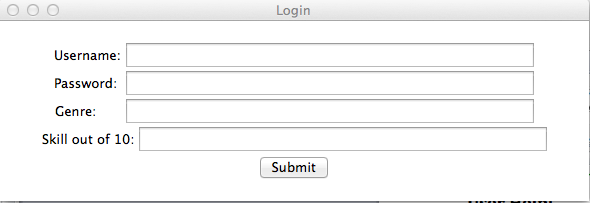 Login
Username:
Password:
Genre:
Skill out of 10:
Submit